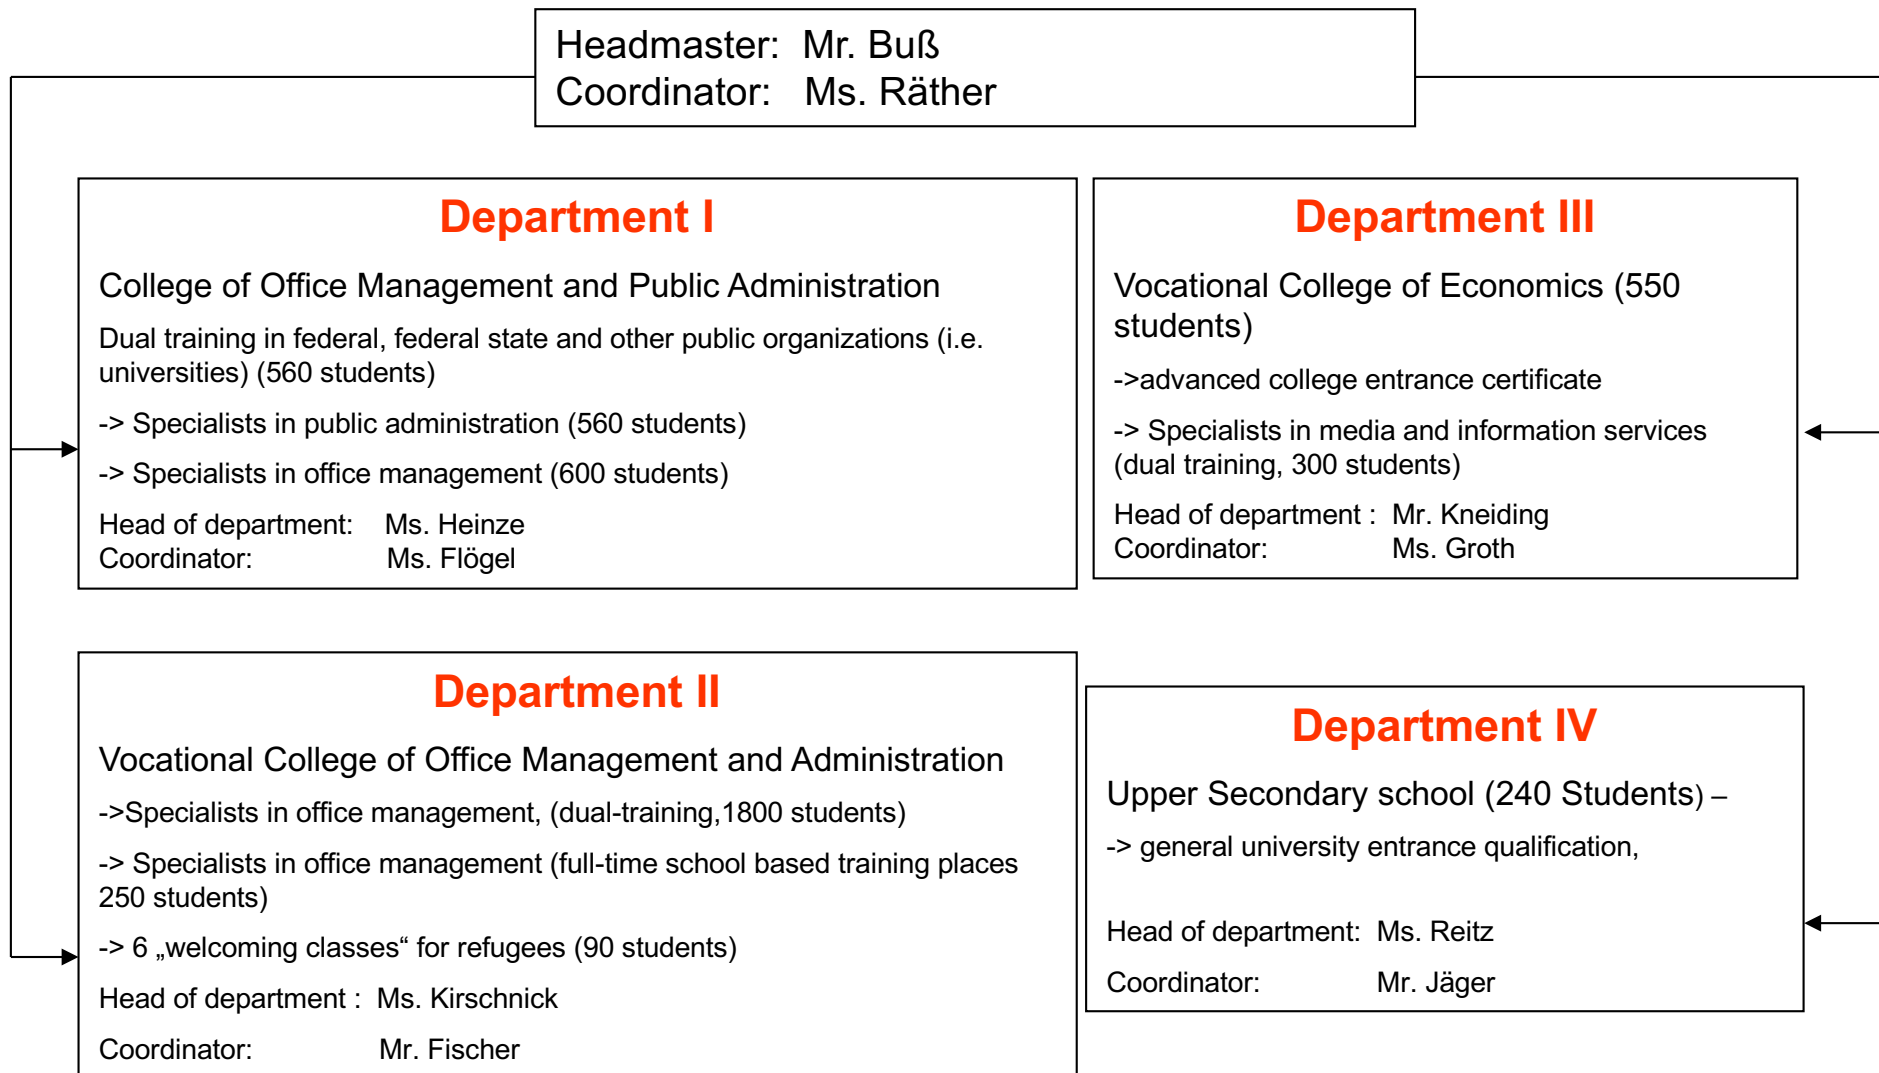 Headmaster: Mr. Buß
Coordinator: Ms. Räther
Department I
College of Office Management and Public Administration
Dual training in federal, federal state and other public organizations (i.e.
universities) (560 students)
-> Specialists in public administration (560 students)
-> Specialists in office management (600 students)
Head of department: Ms. Heinze
Coordinator: Ms. Flögel
Department III
Vocational College of Economics (550
students)
->advanced college entrance certificate
-> Specialists in media and information services
(dual training, 300 students)
Head of department : Mr. Kneiding
Coordinator: Ms. Groth
Department II
Vocational College of Office Management and Administration
->Specialists in office management, (dual-training,1800 students)
-> Specialists in office management (full-time school based training places
250 students)
-> 6 „welcoming classes“ for refugees (90 students)
Head of department : Ms. Kirschnick
Coordinator: Mr. Fischer
Department IV
Upper Secondary school (240 Students) –
-> general university entrance qualification,
Head of department: Ms. Reitz
Coordinator: Mr. Jäger